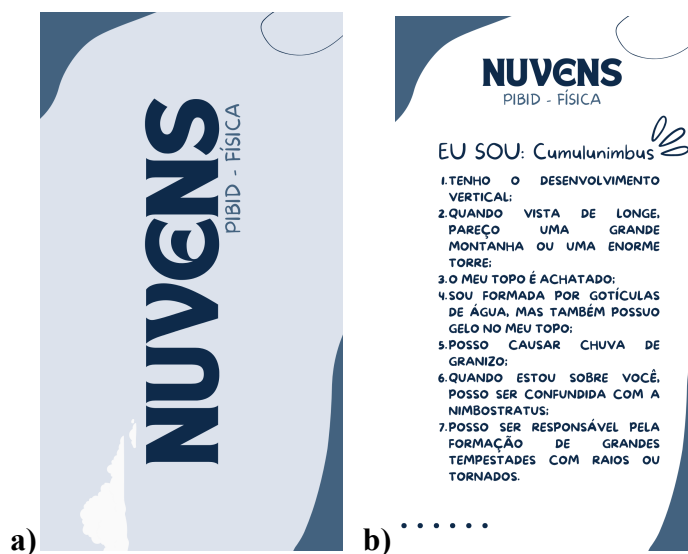 NUVENS
PIBID - FÍSICA
a)
NUVENS
PIBID - FÍSICA
EU SOU: Cumulunimbus
1. TENHO O DESENVOLVIMENTO
VERTICAL;
2. QUANDO VISTA DE LONGE,
PAREÇO UMA GRANDE
MONTANHA OU UMA ENORME
TORRE;
3. O MEU TOPO É ACHATADO;
4. SOU FORMADA POR GOTÍCULAS
DE ÁGUA, MAS TAMBÉM POSSUO
GELO NO MEU TOPO;
5. POSSO CAUSAR CHUVA DE
GRANIZO;
6. QUANDO ESTOU SOBRE VOCÊ,
POSSO SER CONFUNDIDA COM A
NIMBOSTRATUS;
7. POSSO SER RESPONSÁVEL PELA
FORMAÇÃO DE GRANDES
TEMPESTADES COM RAIOS OU
TORNADOS.
b)